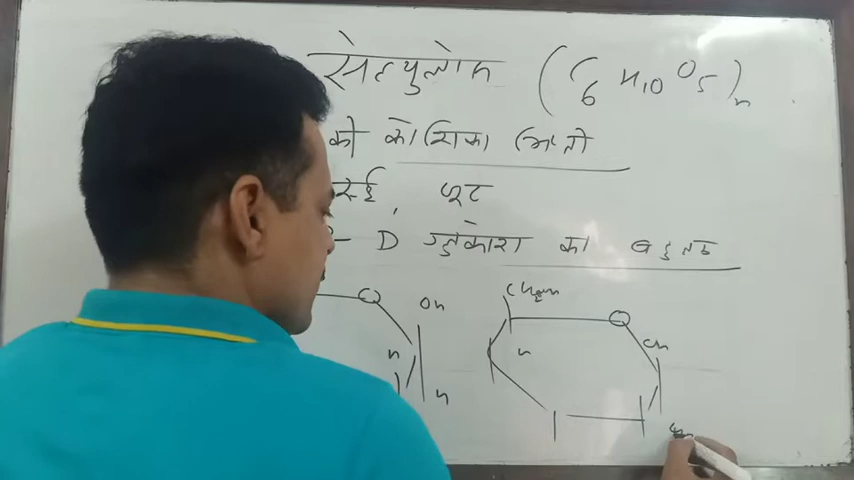 सेल्युलोज (C6H10O5)n
की कोशिका भित्ती
रुई, जूट
- D ग्लुकोज का बहुलक
O OH CH2OH O
H H OH
H